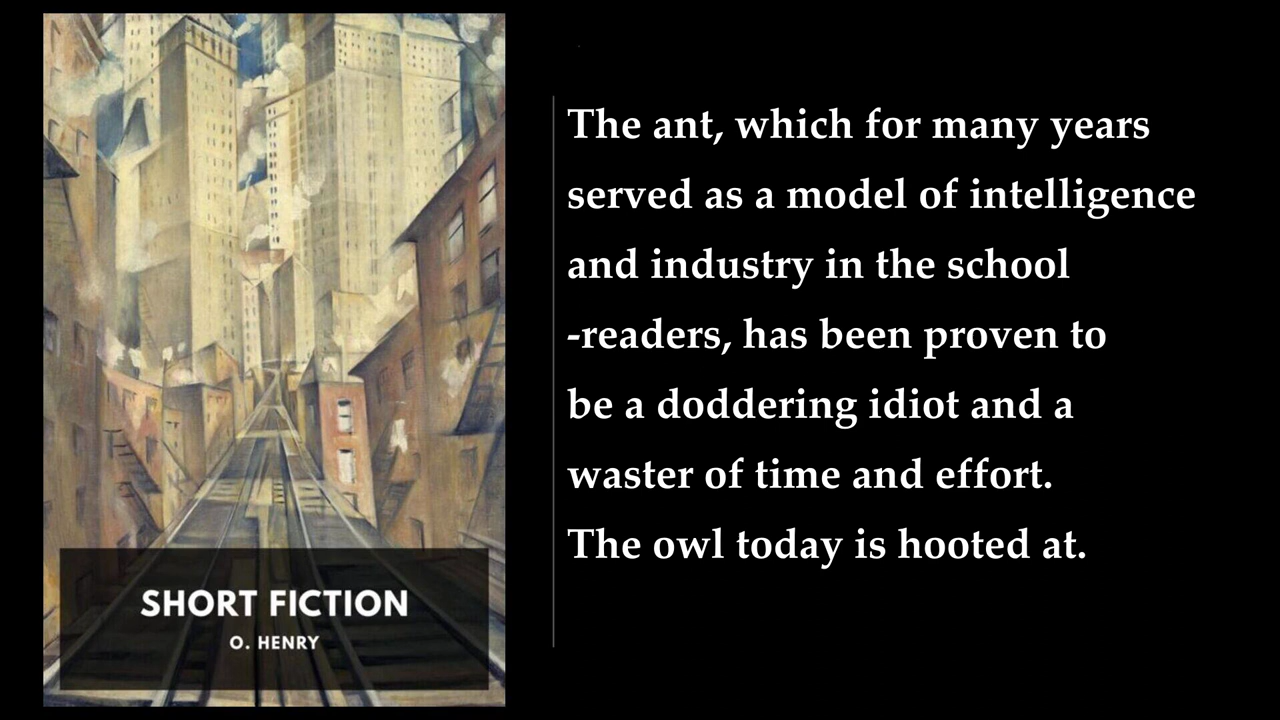 The ant, which for many years
served as a model of intelligence
and industry in the school
-readers, has been proven to
be a doddering idiot and a
waster of time and effort.
The owl today is hooted at.
SHORT FICTION
O. HENRY